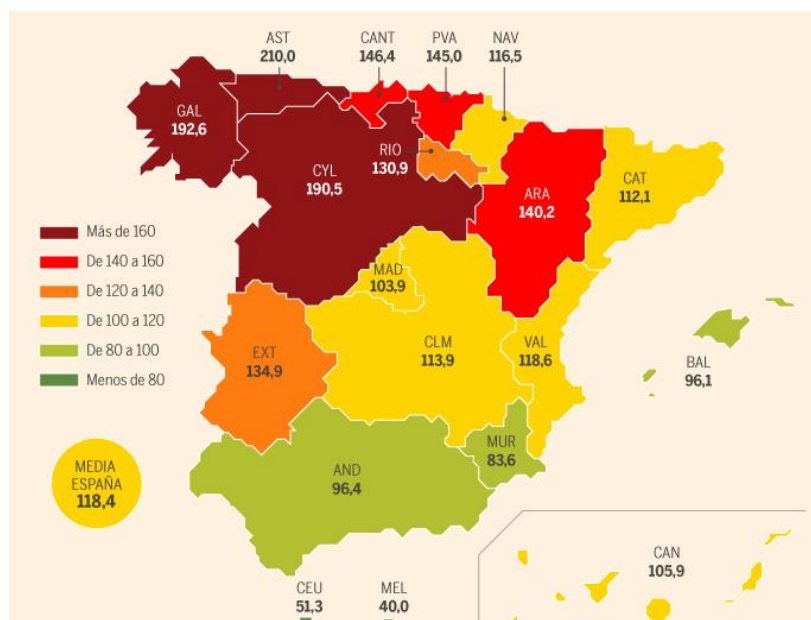 AST
210,0
CANT
146,4
PVA
145,0
NAV
116,5
GAL
192,6
RIO
130,9
CYL
190,5
ARA
140,2
CAT
112,1
Más de 160
De 140 a 160
De 120 a 140
De 100 a 120
De 80 a 100
Menos de 80
MAD
103,9
CLM
113,9
VAL
118,6
BAL
96,1
EXT
134,9
MUR
83,6
AND
96,4
MEDIA
ESPAÑA
118,4
CAN
105,9
CEU
51,3
MEL
40,0